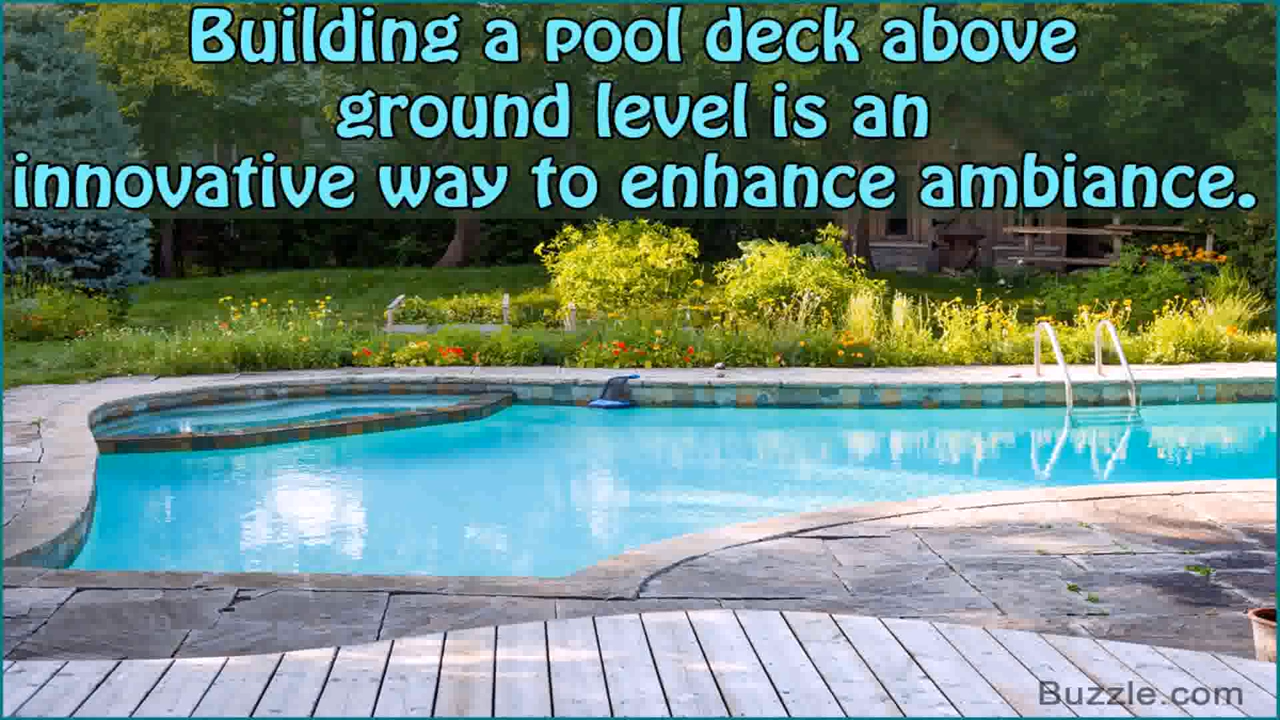 Building a pool deck above
ground level is an
innovative way to enhance ambiance.
Buzzle.com